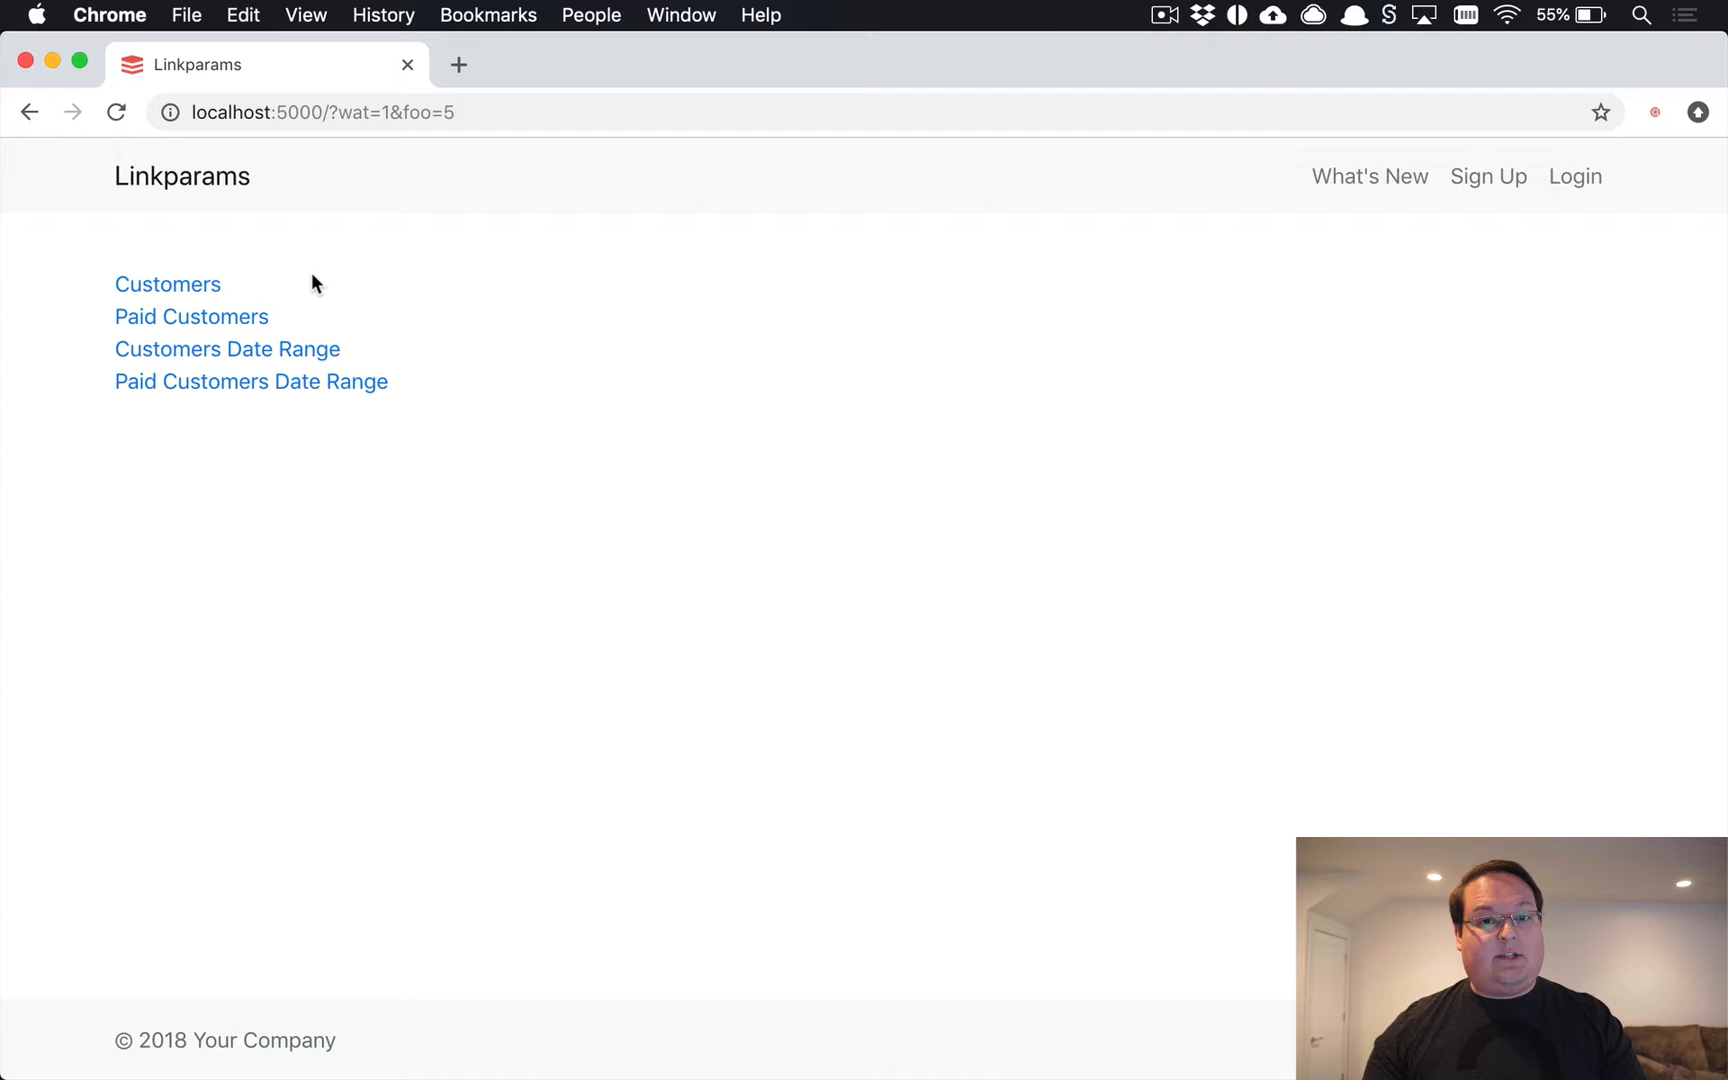 Chrome File Edit View History Bookmarks People Window Help 55%
Linkparams
localhost:5000/?wat=1&foo=5
Linkparams What's New Sign Up Login
Customers
Paid Customers
Customers Date Range
Paid Customers Date Range
© 2018 Your Company